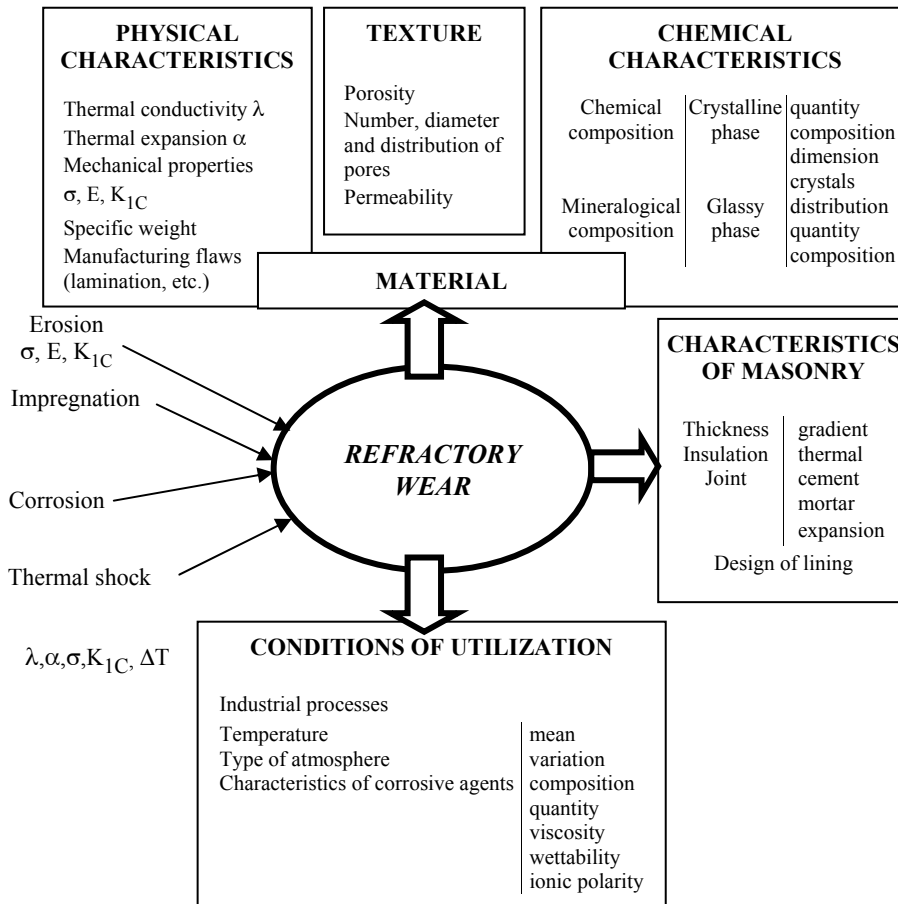 PHYSICAL
CHARACTERISTICS
Thermal conductivity λ
Thermal expansion α
Mechanical properties
σ, E, K1C
Specific weight
Manufacturing flaws
(lamination, etc.)
TEXTURE
Porosity
Number, diameter
and distribution of
pores
Permeability
CHEMICAL
CHARACTERISTICS
Chemical Crystalline quantity
composition phase composition
dimension
crystals
Mineralogical Glassy distribution
composition phase quantity
composition
MATERIAL
Erosion
σ, E, K1C
Impregnation
Corrosion
Thermal shock
λ,α,σ,K1C, ΔT
REFRACTORY
WEAR
CHARACTERISTICS
OF MASONRY
Thickness gradient
Insulation thermal
Joint cement
mortar
expansion
Design of lining
CONDITIONS OF UTILIZATION
Industrial processes
Temperature mean
Type of atmosphere variation
Characteristics of corrosive agents composition
quantity
viscosity
wettability
ionic polarity